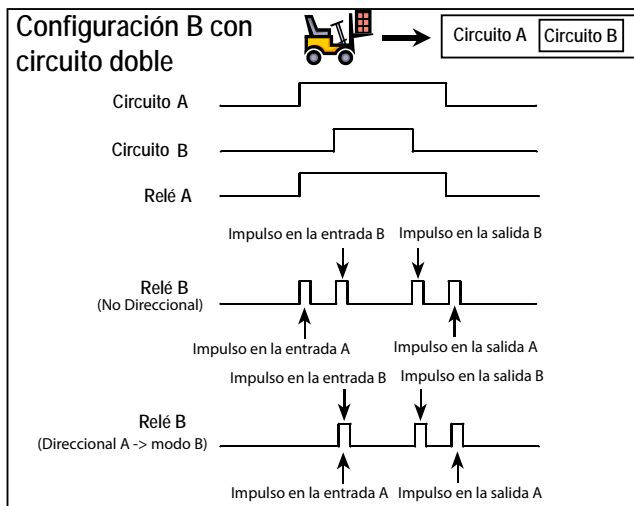 Configuración B con
circuito doble
Circuito A Circuito B
Circuito A
Circuito B
Relé A
Impulso en la entrada B Impulso en la salida B
Relé B
(No Direccional)
Impulso en la entrada A Impulso en la salida A
Impulso en la entrada B Impulso en la salida B
Relé B
(Direccional A -> modo B)
Impulso en la entrada A Impulso en la salida A